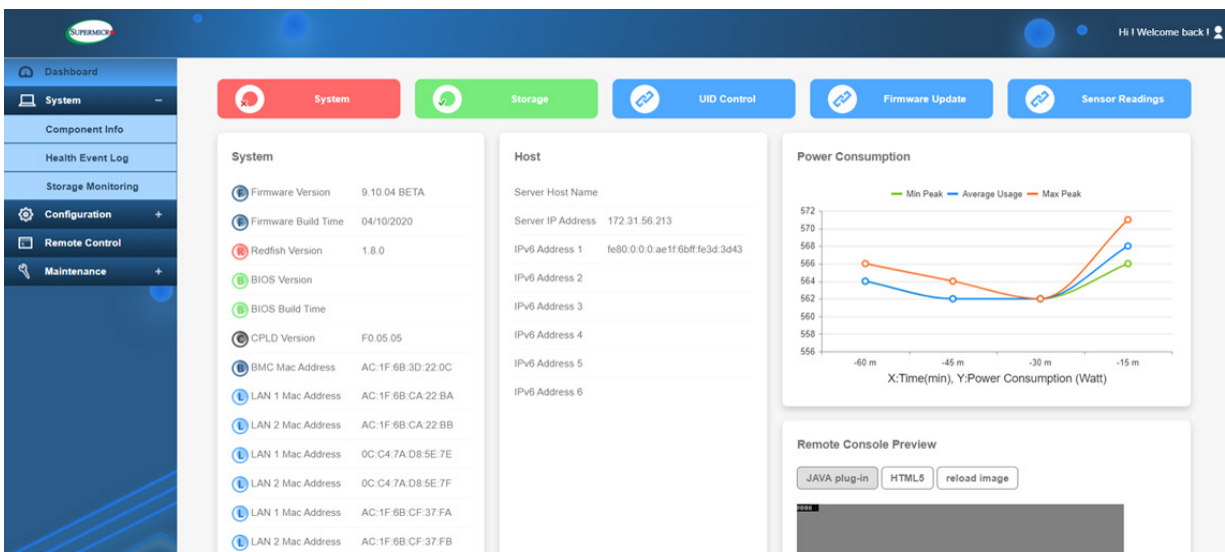 SUPERMICR
Hi ! Welcome back !
Dashboard
System −
Component Info
Health Event Log
Storage Monitoring
Configuration +
Remote Control
Maintenance +
System
Storage
UID Control
Firmware Update
Sensor Readings
System
F Firmware Version 9.10.04 BETA
F Firmware Build Time 04/10/2020
R Redfish Version 1.8.0
B BIOS Version
B BIOS Build Time
C CPLD Version F0.05.05
B BMC Mac Address AC:1F:6B:3D:22:0C
L LAN 1 Mac Address AC:1F:6B:CA:22:BA
L LAN 2 Mac Address AC:1F:6B:CA:22:BB
L LAN 1 Mac Address 0C:C4:7A:D8:5E:7E
L LAN 2 Mac Address 0C:C4:7A:D8:5E:7F
L LAN 1 Mac Address AC:1F:6B:CF:37:FA
L LAN 2 Mac Address AC:1F:6B:CF:37:FB
Host
Server Host Name
Server IP Address 172.31.56.213
IPv6 Address 1 fe80:0:0:0:ae1f:6bff:fe3d:3d43
IPv6 Address 2
IPv6 Address 3
IPv6 Address 4
IPv6 Address 5
IPv6 Address 6
Power Consumption
Min Peak Average Usage Max Peak
572
570
568
566
564
562
560
558
556
-60 m -45 m -30 m -15 m
X:Time(min), Y:Power Consumption (Watt)
Remote Console Preview
JAVA plug-in HTML5 reload image